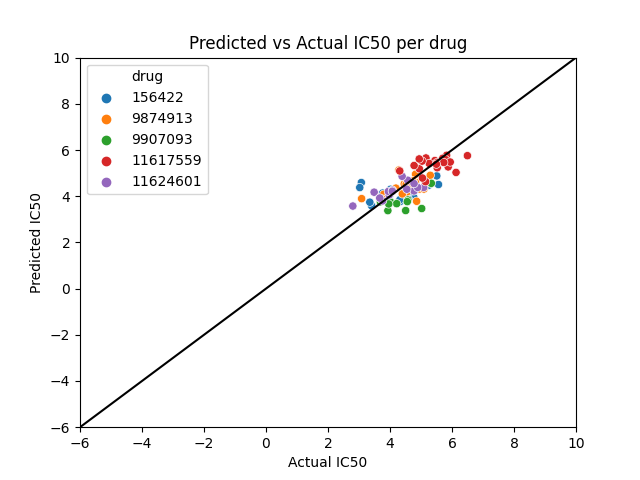 Predicted vs Actual IC50 per drug
10
8
6
4
2
0
−2
−4
−6
Predicted IC50
drug
156422
9874913
9907093
11617559
11624601
−6 −4 −2 0 2 4 6 8 10
Actual IC50